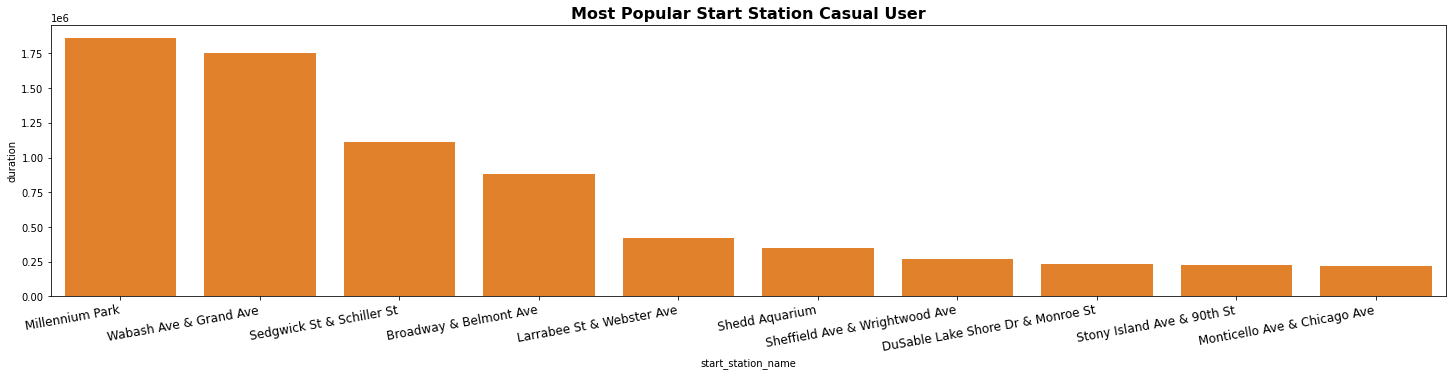 Most Popular Start Station Casual User
1e6
1.75
1.50
1.25
1.00
0.75
0.50
0.25
0.00
duration
Millennium Park
Wabash Ave & Grand Ave
Sedgwick St & Schiller St
Broadway & Belmont Ave
Larrabee St & Webster Ave
Shedd Aquarium
Sheffield Ave & Wrightwood Ave
DuSable Lake Shore Dr & Monroe St
Stony Island Ave & 90th St
Monticello Ave & Chicago Ave
start_station_name